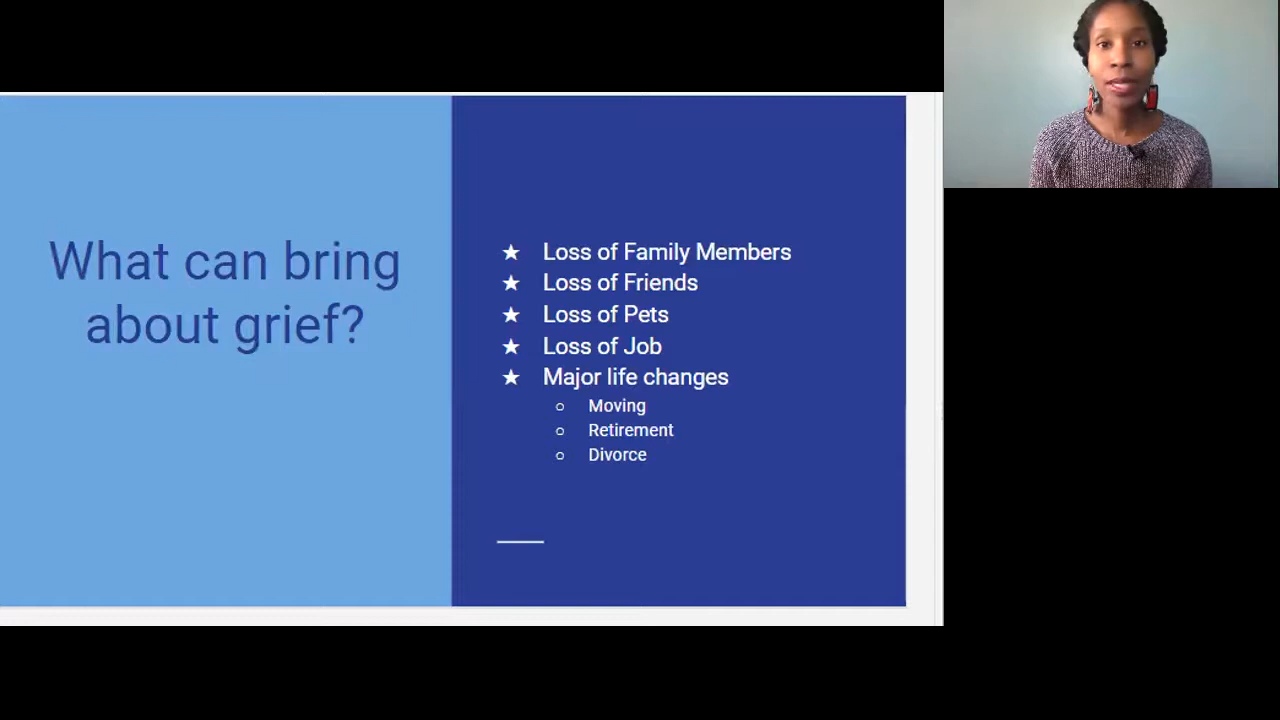 What can bring
about grief?
★ Loss of Family Members
★ Loss of Friends
★ Loss of Pets
★ Loss of Job
★ Major life changes
○ Moving
○ Retirement
○ Divorce